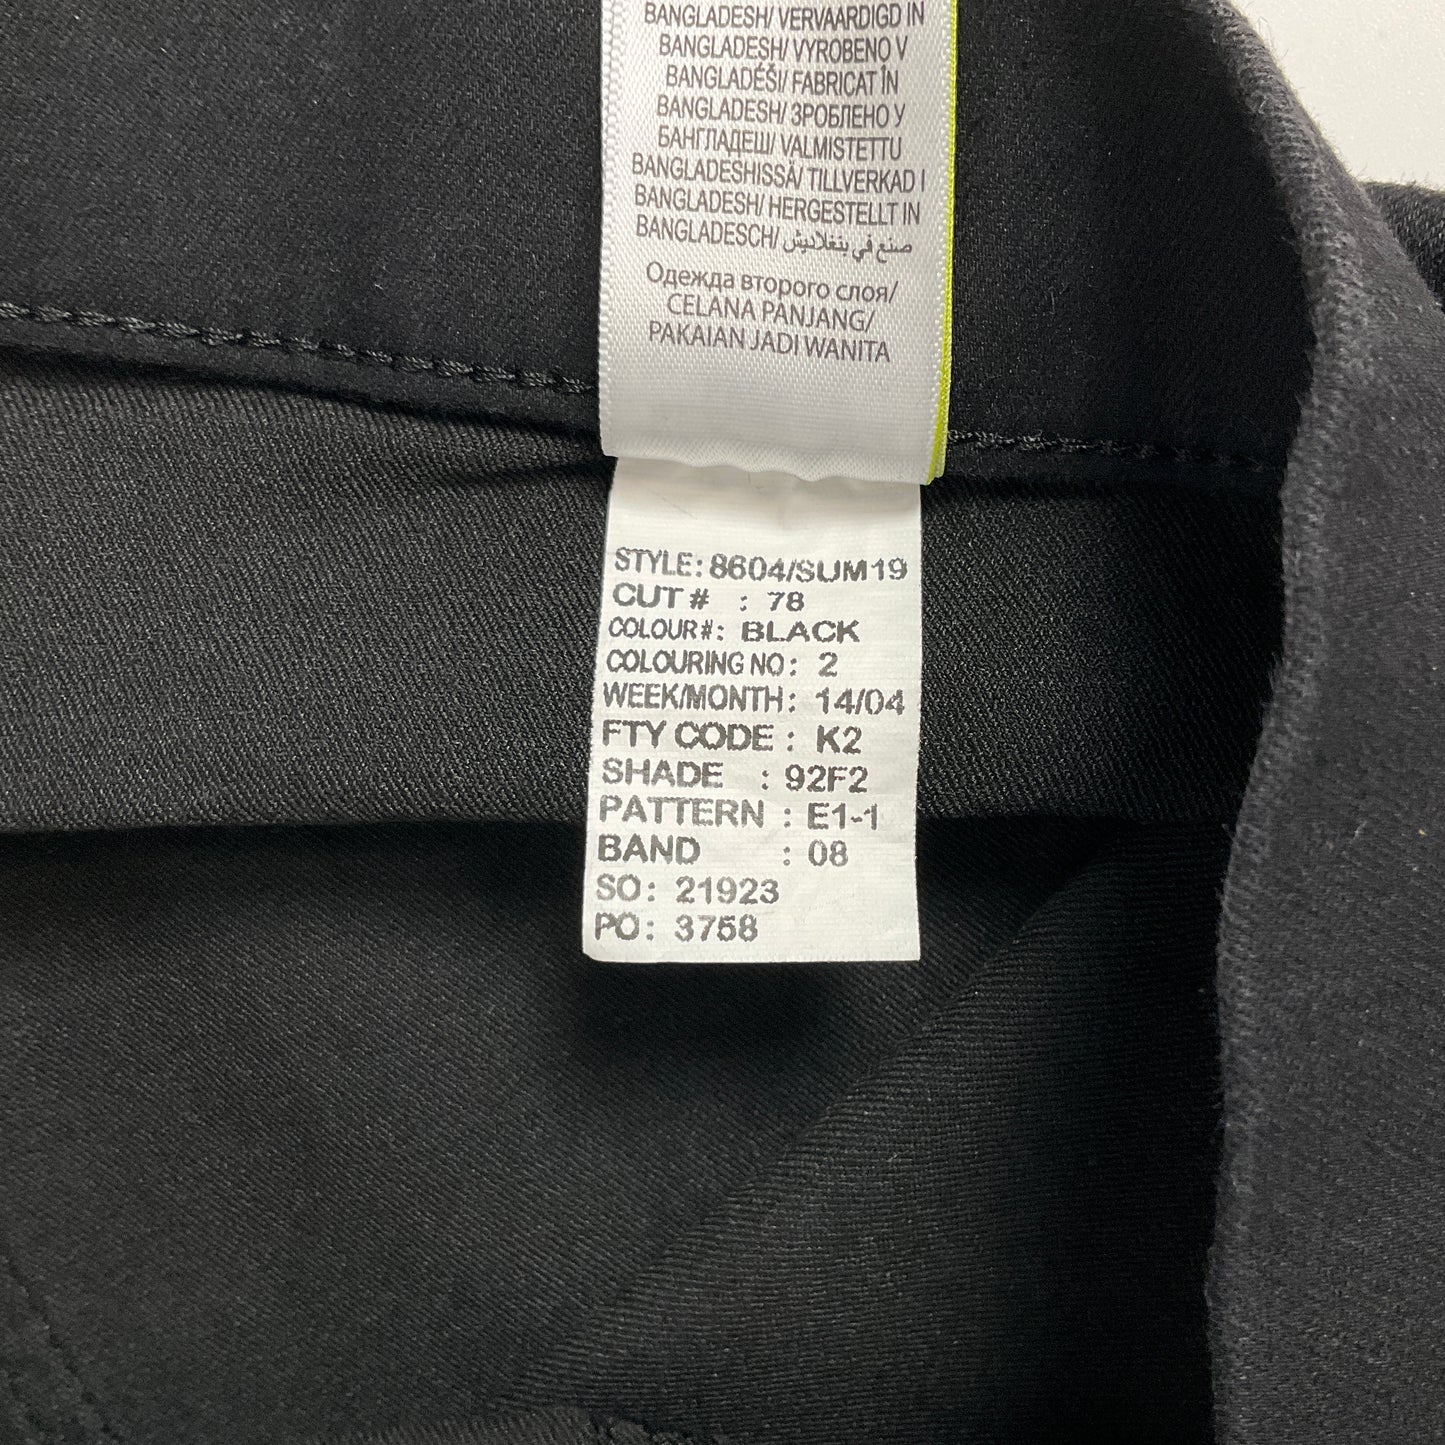 BANGLADESH/ VERVAARDIGD IN
BANGLADESH/ VYROBENO V
BANGLADÉŠI/ FABRICAT ÎN
BANGLADESH/ ЗРОБЛЕНО У
БАНГЛАДЕШ/ VALMISTETTU
BANGLADESHISSÄ/ TILLVERKAD I
BANGLADESH/ HERGESTELLT IN
BANGLADESCH/ صنع في بنغلاديش
Одежда второго слоя/
CELANA PANJANG/
PAKAIAN JADI WANITA
STYLE: 8604/SUM19
CUT# : 78
COLOUR#: BLACK
COLOURING NO: 2
WEEK/MONTH: 14/04
FTY CODE : K2
SHADE : 92F2
PATTERN : E1-1
BAND : 08
SO: 21923
PO: 3758